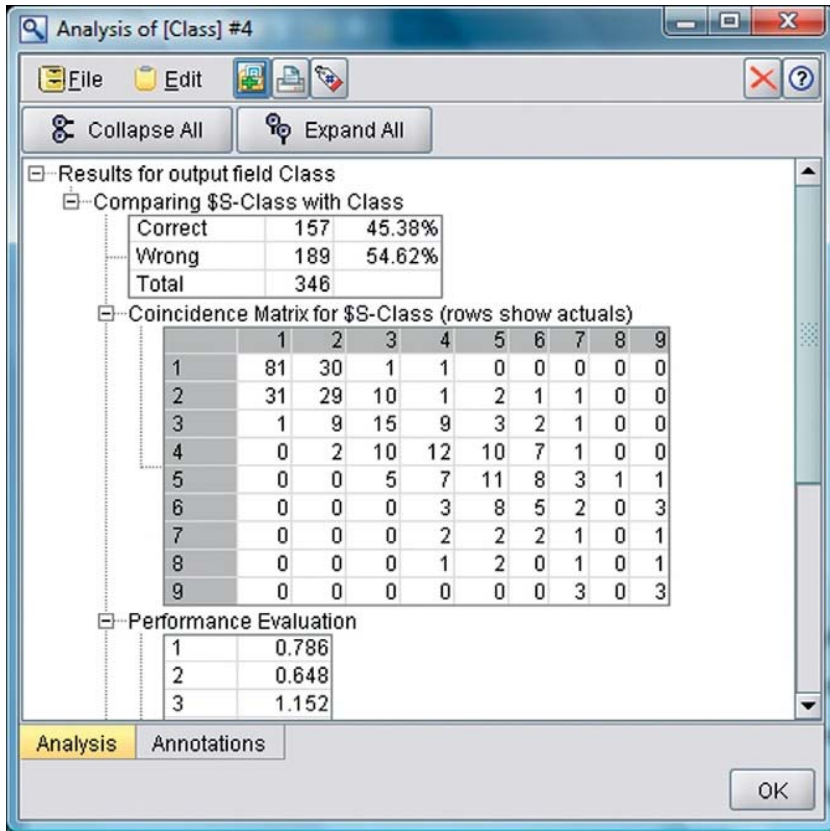 Analysis of [Class] #4
File Edit
Collapse All Expand All
Results for output field Class
Comparing $S-Class with Class
Correct 157 45.38%
Wrong 189 54.62%
Total 346
Coincidence Matrix for $S-Class (rows show actuals)
1 2 3 4 5 6 7 8 9
1 81 30 1 1 0 0 0 0 0
2 31 29 10 1 2 1 1 0 0
3 1 9 15 9 3 2 1 0 0
4 0 2 10 12 10 7 1 0 0
5 0 0 5 7 11 8 3 1 1
6 0 0 0 3 8 5 2 0 3
7 0 0 0 2 2 2 1 0 1
8 0 0 0 1 2 0 1 0 1
9 0 0 0 0 0 0 3 0 3
Performance Evaluation
1 0.786
2 0.648
3 1.152
Analysis Annotations
OK